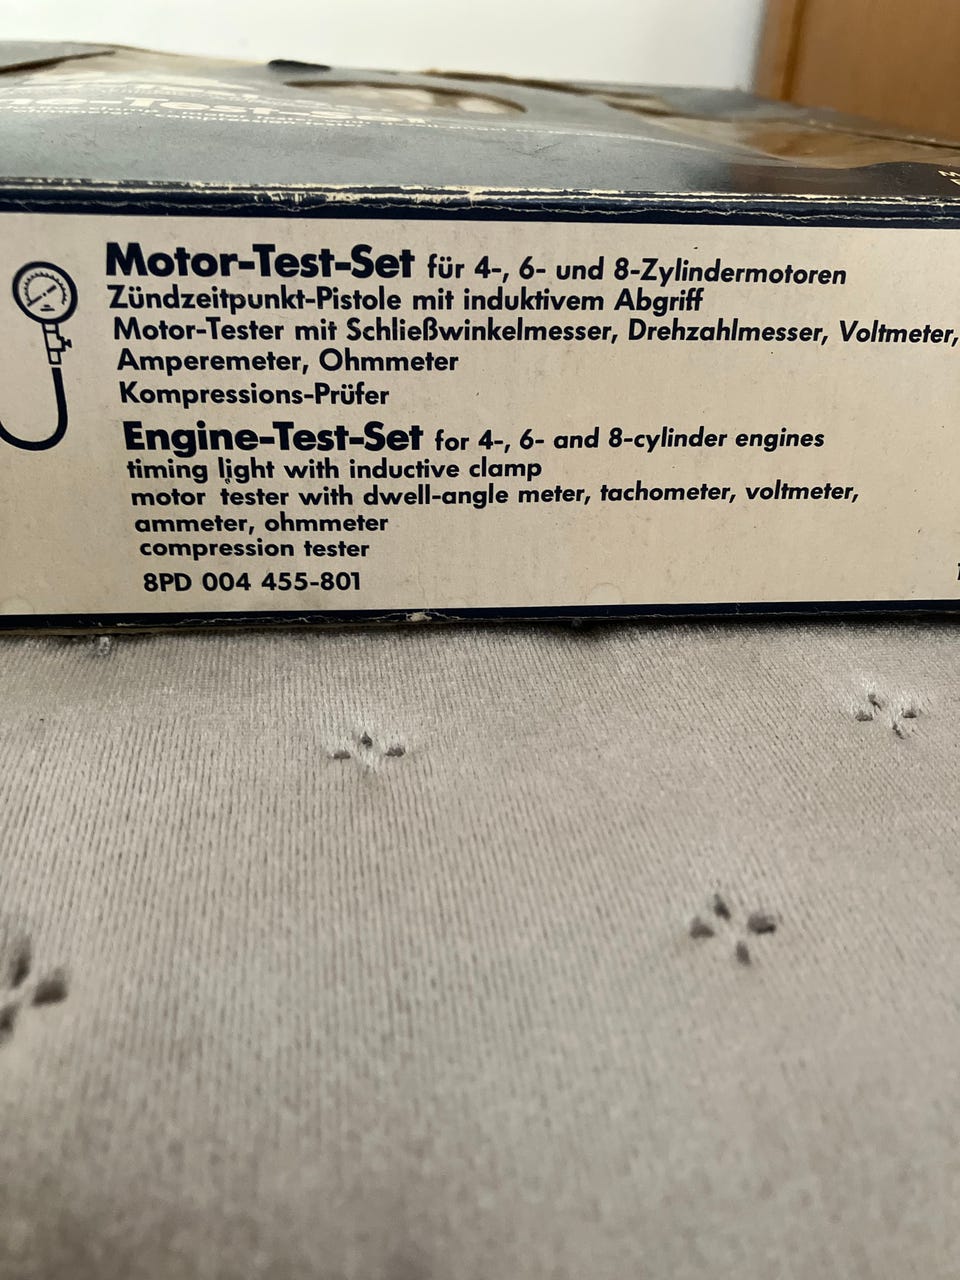 Motor-Test-Set für 4-, 6- und 8-Zylindermotoren
Zündzeitpunkt-Pistole mit induktivem Abgriff
Motor-Tester mit Schließwinkelmesser, Drehzahlmesser, Voltmeter,
Amperemeter, Ohmmeter
Kompressions-Prüfer
Engine-Test-Set for 4-, 6- and 8-cylinder engines
timing light with inductive clamp
motor tester with dwell-angle meter, tachometer, voltmeter,
ammeter, ohmmeter
compression tester
8PD 004 455-801